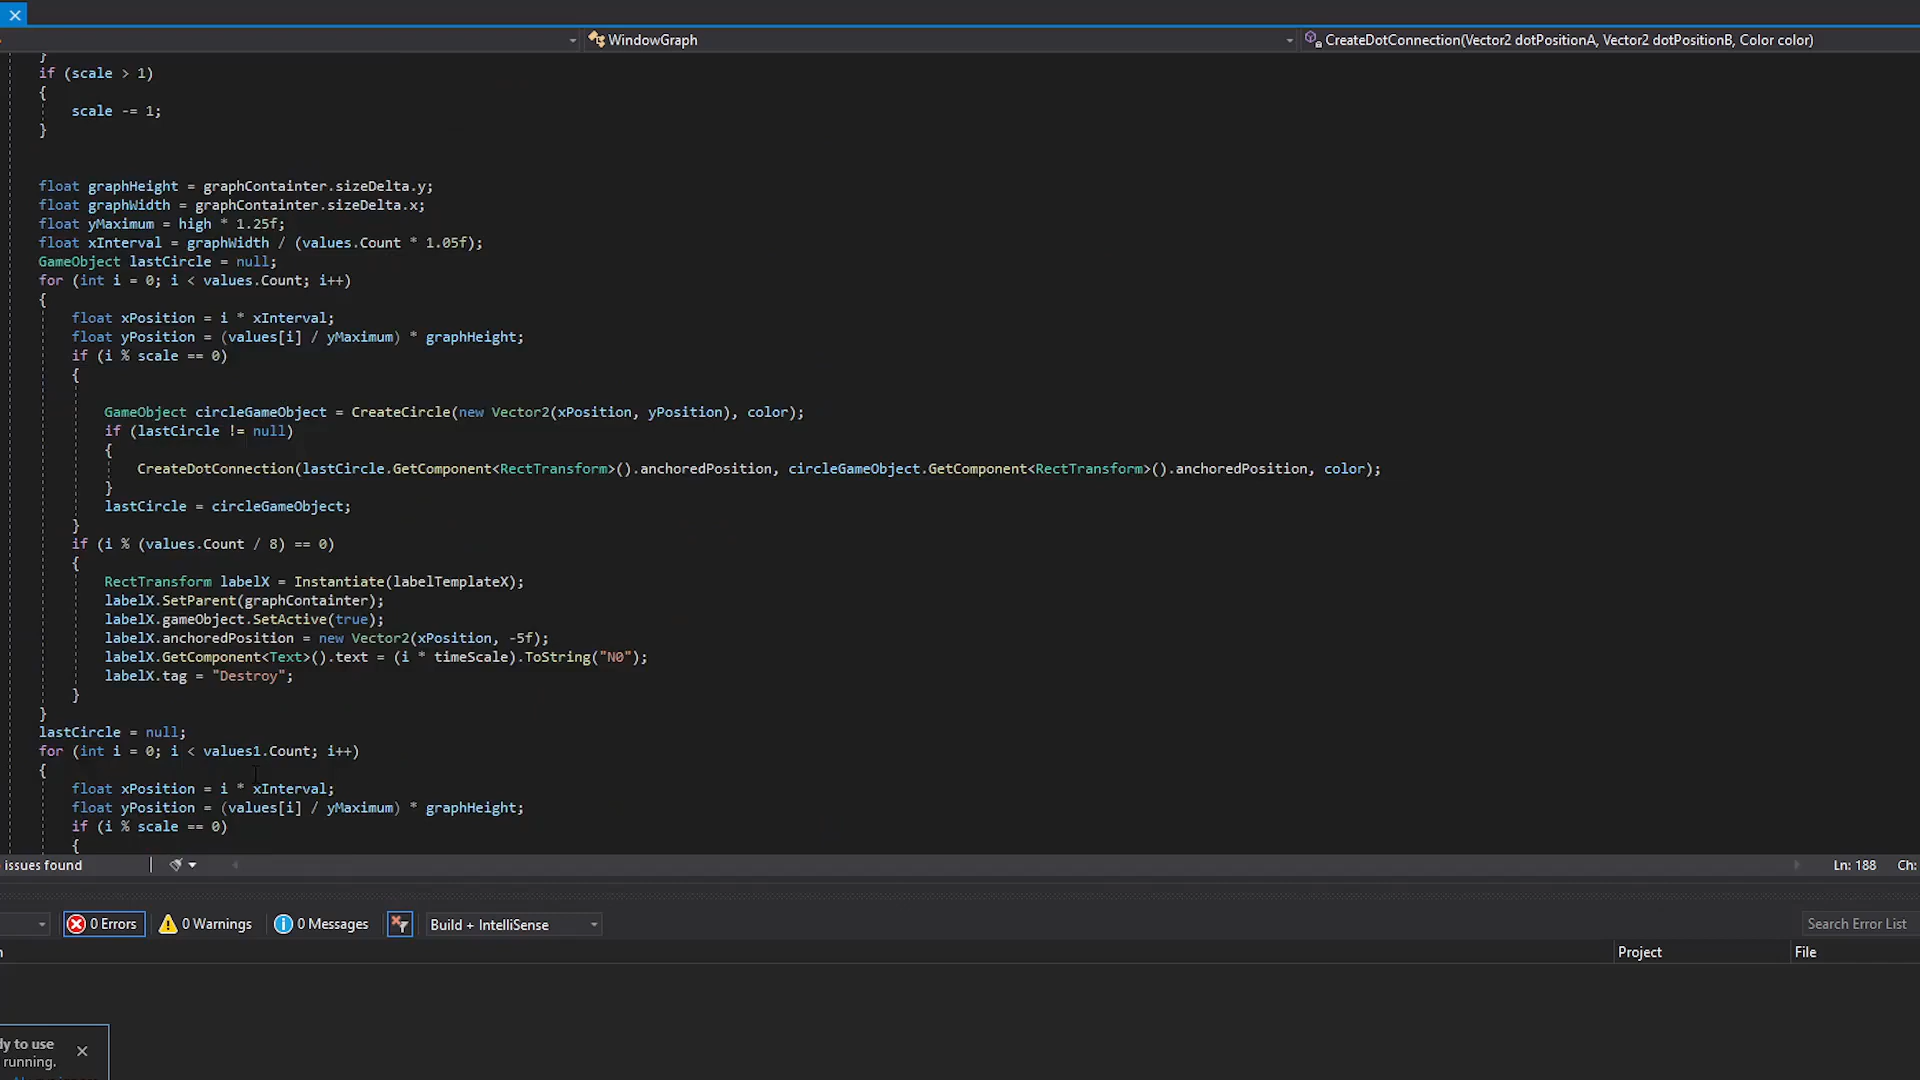 WindowGraph
CreateDotConnection(Vector2 dotPositionA, Vector2 dotPositionB, Color color)
}
if (scale > 1)
{
scale -= 1;
}
float graphHeight = graphContainter.sizeDelta.y;
float graphWidth = graphContainter.sizeDelta.x;
float yMaximum = high * 1.25f;
float xInterval = graphWidth / (values.Count * 1.05f);
GameObject lastCircle = null;
for (int i = 0; i < values.Count; i++)
{
float xPosition = i * xInterval;
float yPosition = (values[i] / yMaximum) * graphHeight;
if (i % scale == 0)
{
GameObject circleGameObject = CreateCircle(new Vector2(xPosition, yPosition), color);
if (lastCircle != null)
{
CreateDotConnection(lastCircle.GetComponent<RectTransform>().anchoredPosition, circleGameObject.GetComponent<RectTransform>().anchoredPosition, color);
}
lastCircle = circleGameObject;
}
if (i % (values.Count / 8) == 0)
{
RectTransform labelX = Instantiate(labelTemplateX);
labelX.SetParent(graphContainter);
labelX.gameObject.SetActive(true);
labelX.anchoredPosition = new Vector2(xPosition, -5f);
labelX.GetComponent<Text>().text = (i * timeScale).ToString("N0");
labelX.tag = "Destroy";
}
}
lastCircle = null;
for (int i = 0; i < values1.Count; i++)
{
float xPosition = i * xInterval;
float yPosition = (values[i] / yMaximum) * graphHeight;
if (i % scale == 0)
{
issues found
Ln: 188
Ch:
0 Errors
0 Warnings
0 Messages
Build + IntelliSense
Search Error List
Project
File
dy to use
running.